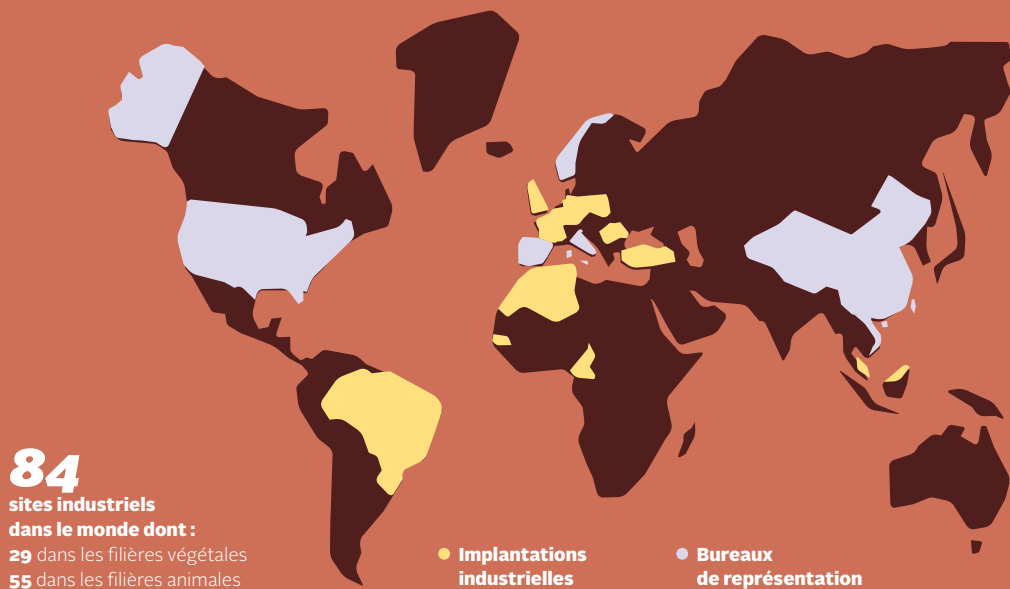 84
sites industriels
dans le monde dont :
29 dans les filières végétales
55 dans les filières animales
Implantations
industrielles
Bureaux
de représentation